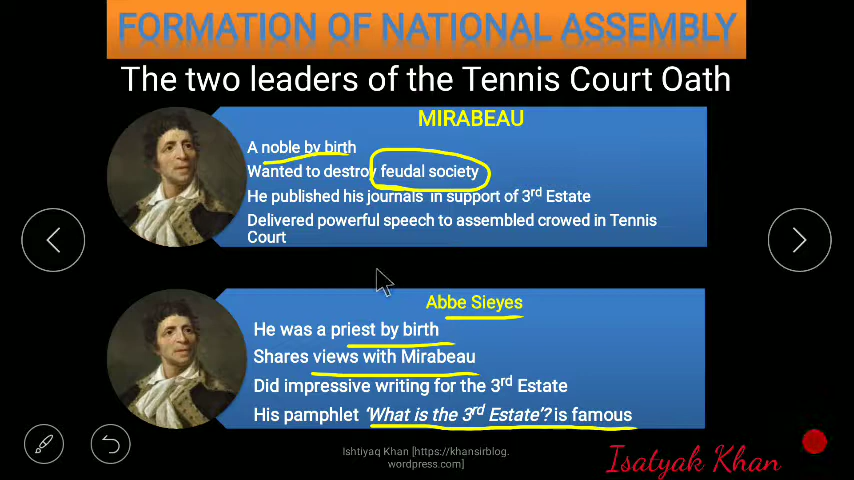 FORMATION OF NATIONAL ASSEMBLY
The two leaders of the Tennis Court Oath
MIRABEAU
A noble by birth
Wanted to destroy feudal society
He published his journals in support of 3rd Estate
Delivered powerful speech to assembled crowed in Tennis
Court
Abbe Sieyes
He was a priest by birth
Shares views with Mirabeau
Did impressive writing for the 3rd Estate
His pamphlet ‘What is the 3rd Estate’? is famous
Ishtiyaq Khan [https://khansirblog.
wordpress.com]
Isatyak Khan